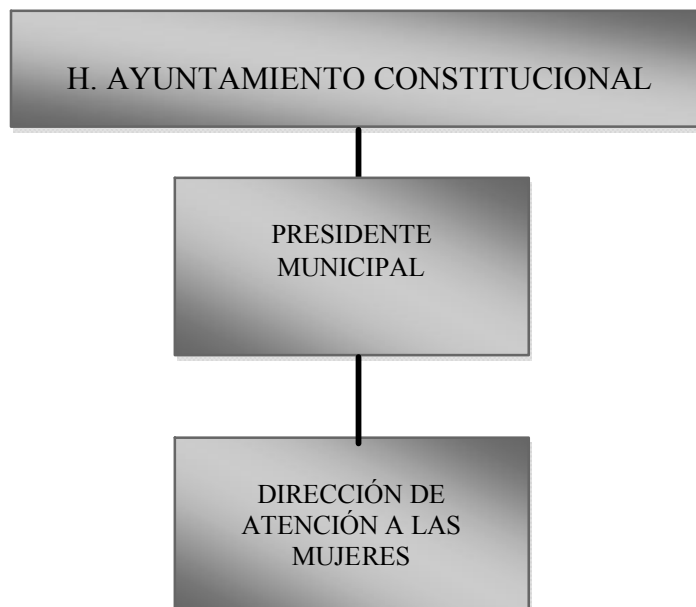 H. AYUNTAMIENTO CONSTITUCIONAL
PRESIDENTE
MUNICIPAL
DIRECCIÓN DE
ATENCIÓN A LAS
MUJERES